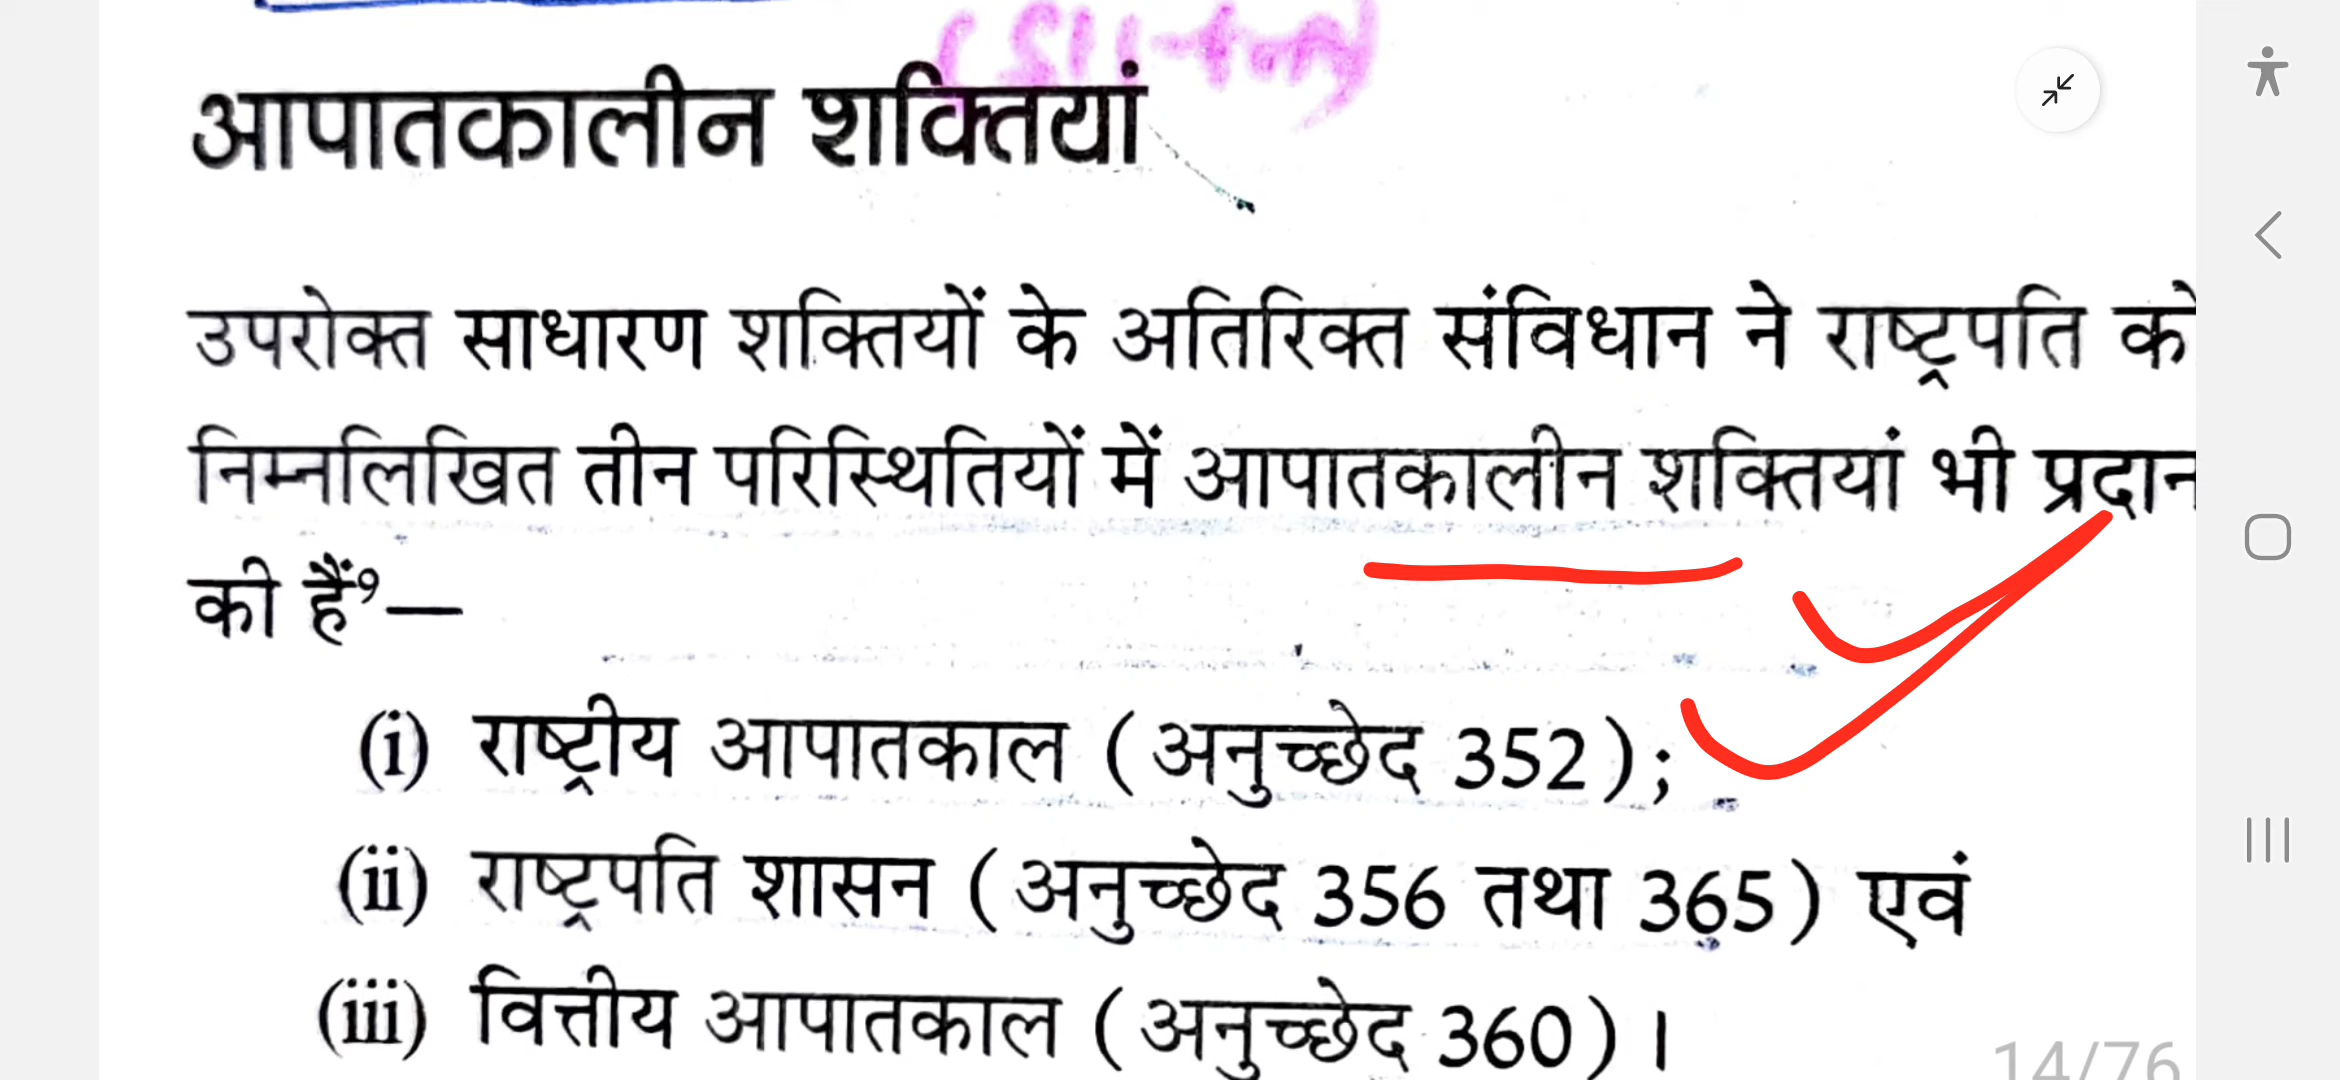 आपातकालीन शक्तियां
उपरोक्त साधारण शक्तियों के अतिरिक्त संविधान ने राष्ट्रपति को
निम्नलिखित तीन परिस्थितियों में आपातकालीन शक्तियां भी प्रदान
की हैं⁹—
(i) राष्ट्रीय आपातकाल (अनुच्छेद 352);
(ii) राष्ट्रपति शासन (अनुच्छेद 356 तथा 365) एवं
(iii) वित्तीय आपातकाल (अनुच्छेद 360)।
14/76